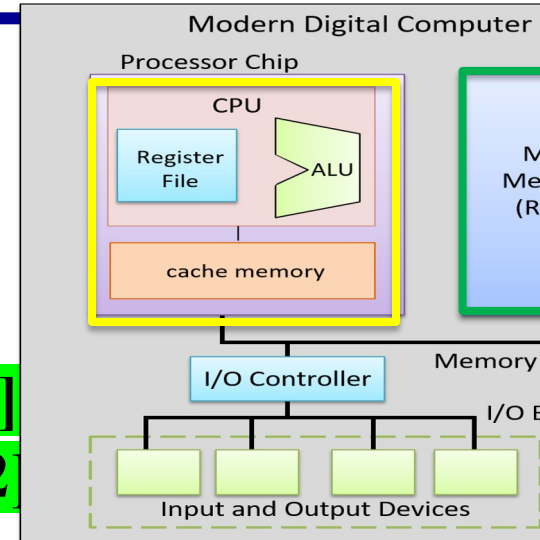 Modern Digital Computer
Processor Chip
CPU
Register
File
ALU
cache memory
I/O Controller
Memory
I/O
Input and Output Devices